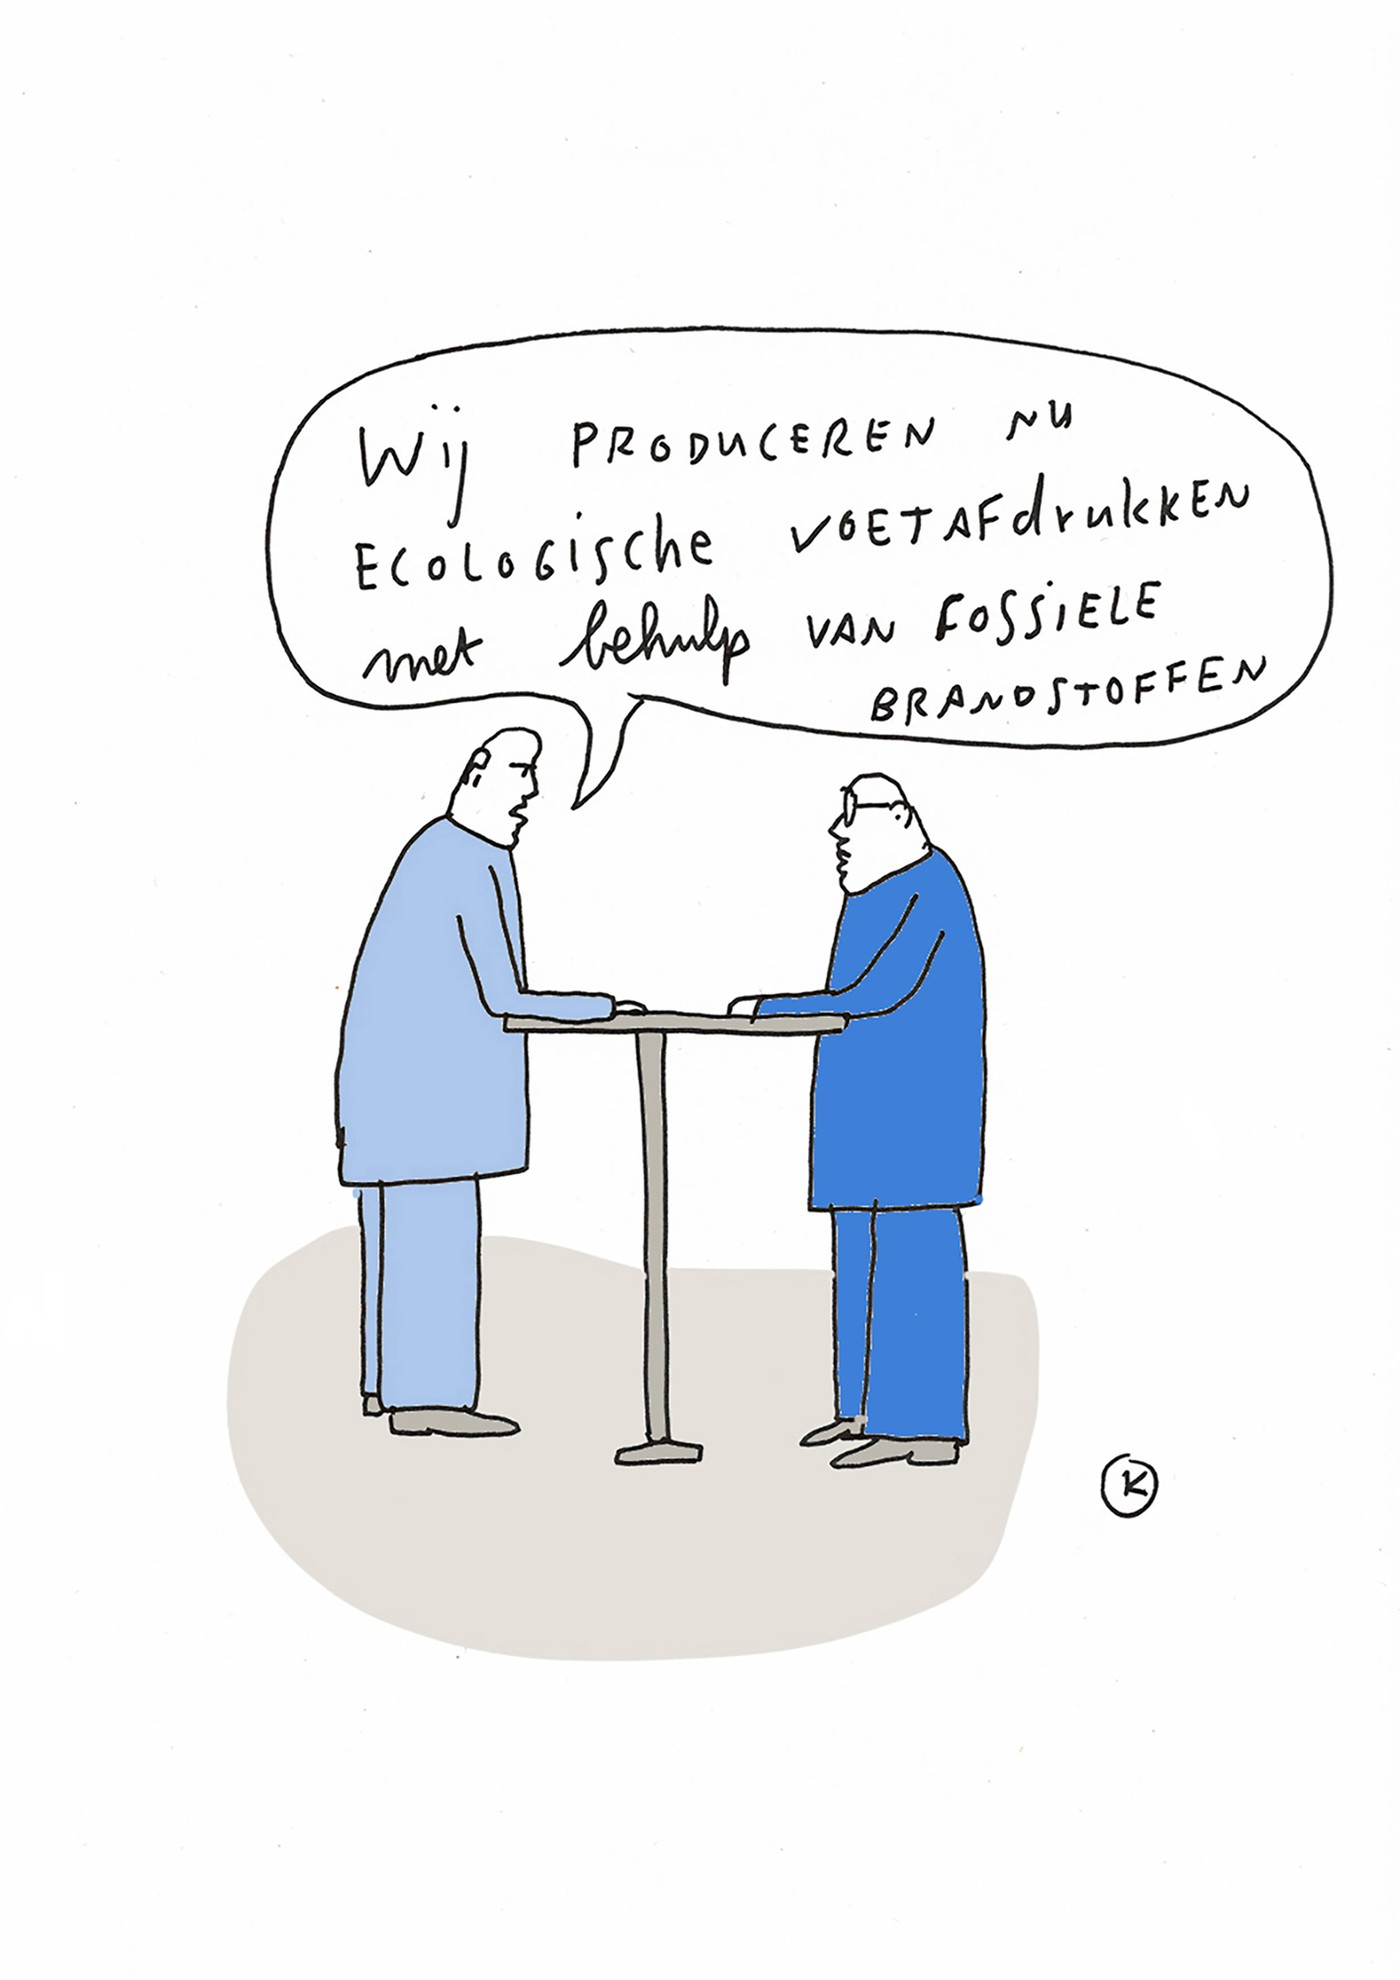 Wij PRODUCEREN NU
ECOLOGische VOETAFdrukKEN
met behulp VAN FOSSiELE
BRANDSTOFFEN
K